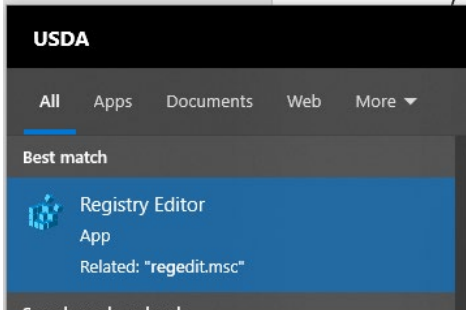 USDA
All Apps Documents Web More
Best match
Registry Editor
App
Related: "regedit.msc"